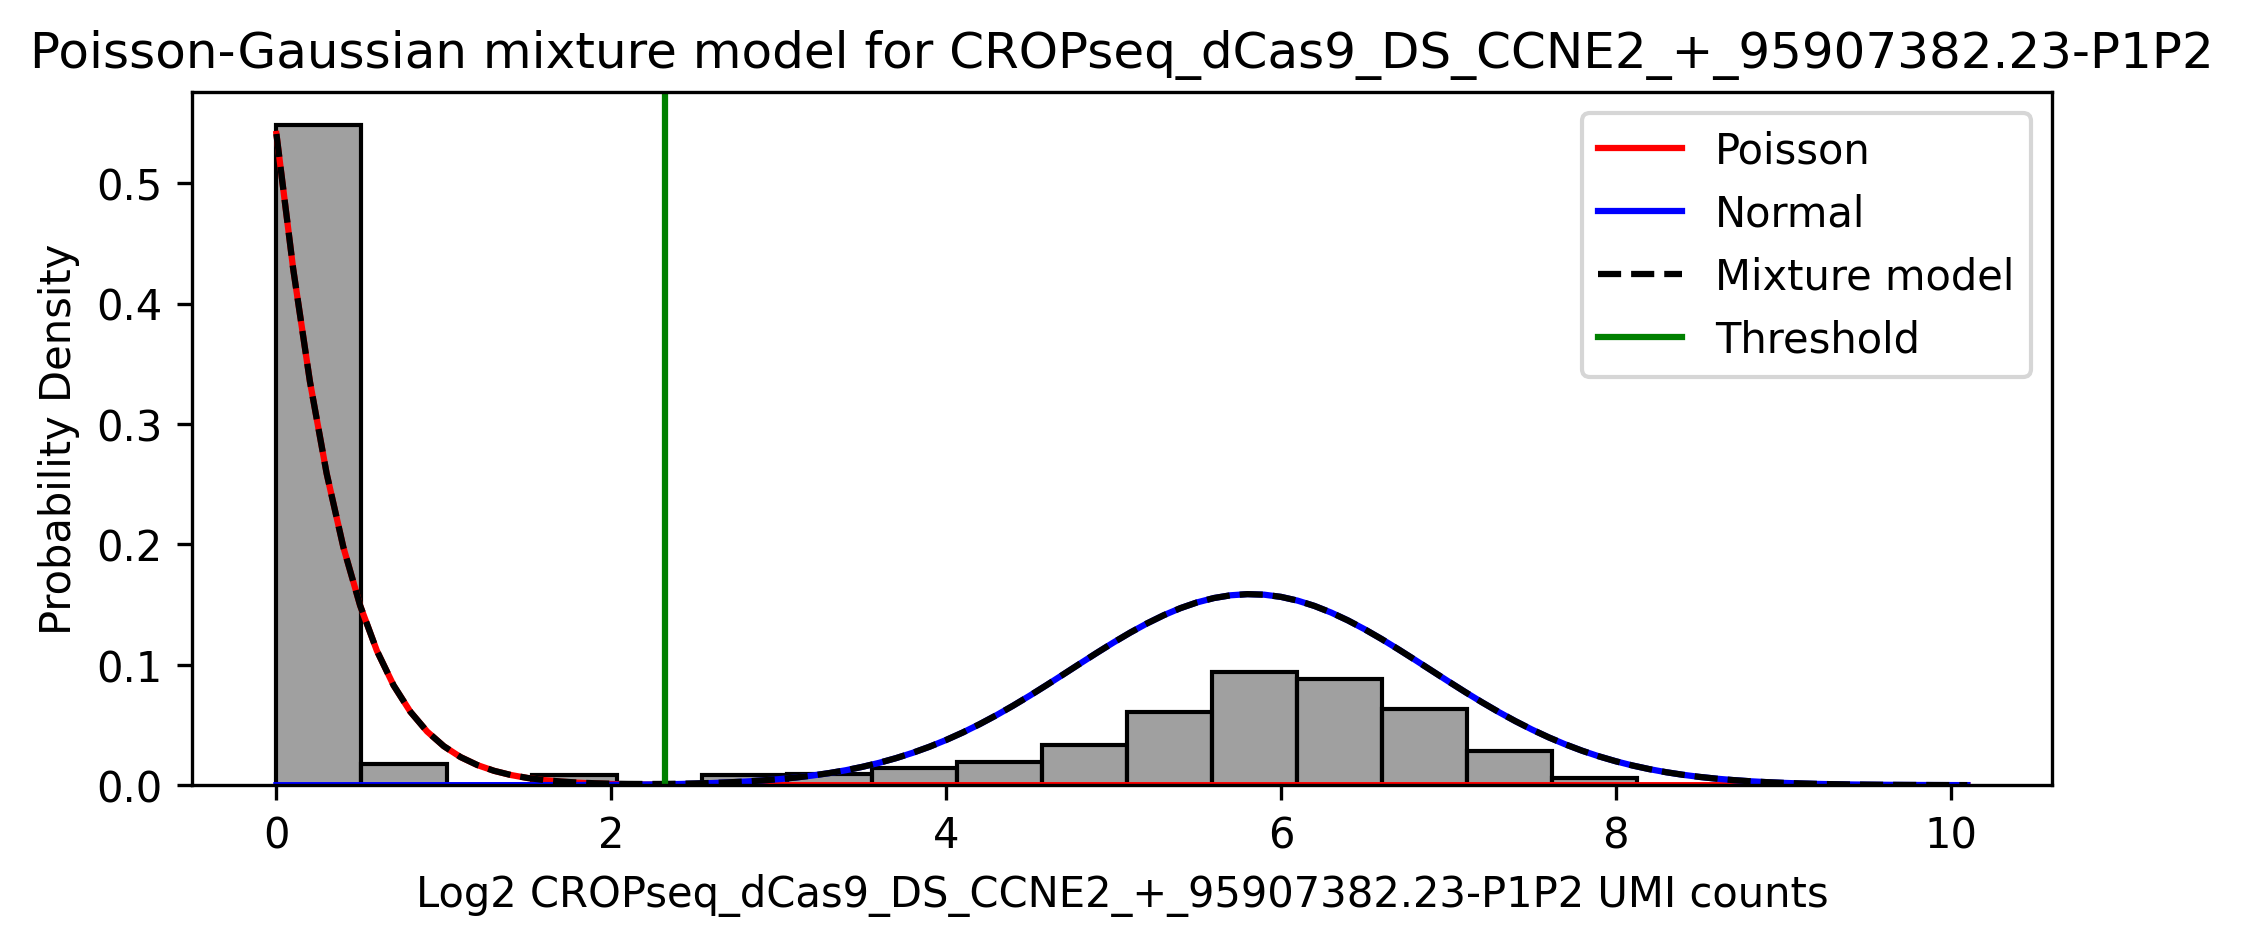 Poisson-Gaussian mixture model for CROPseq_dCas9_DS_CCNE2_+_95907382.23-P1P2
Probability Density
0.5
0.4
0.3
0.2
0.1
0.0
Poisson
Normal
Mixture model
Threshold
0 2 4 6 8 10
Log2 CROPseq_dCas9_DS_CCNE2_+_95907382.23-P1P2 UMI counts